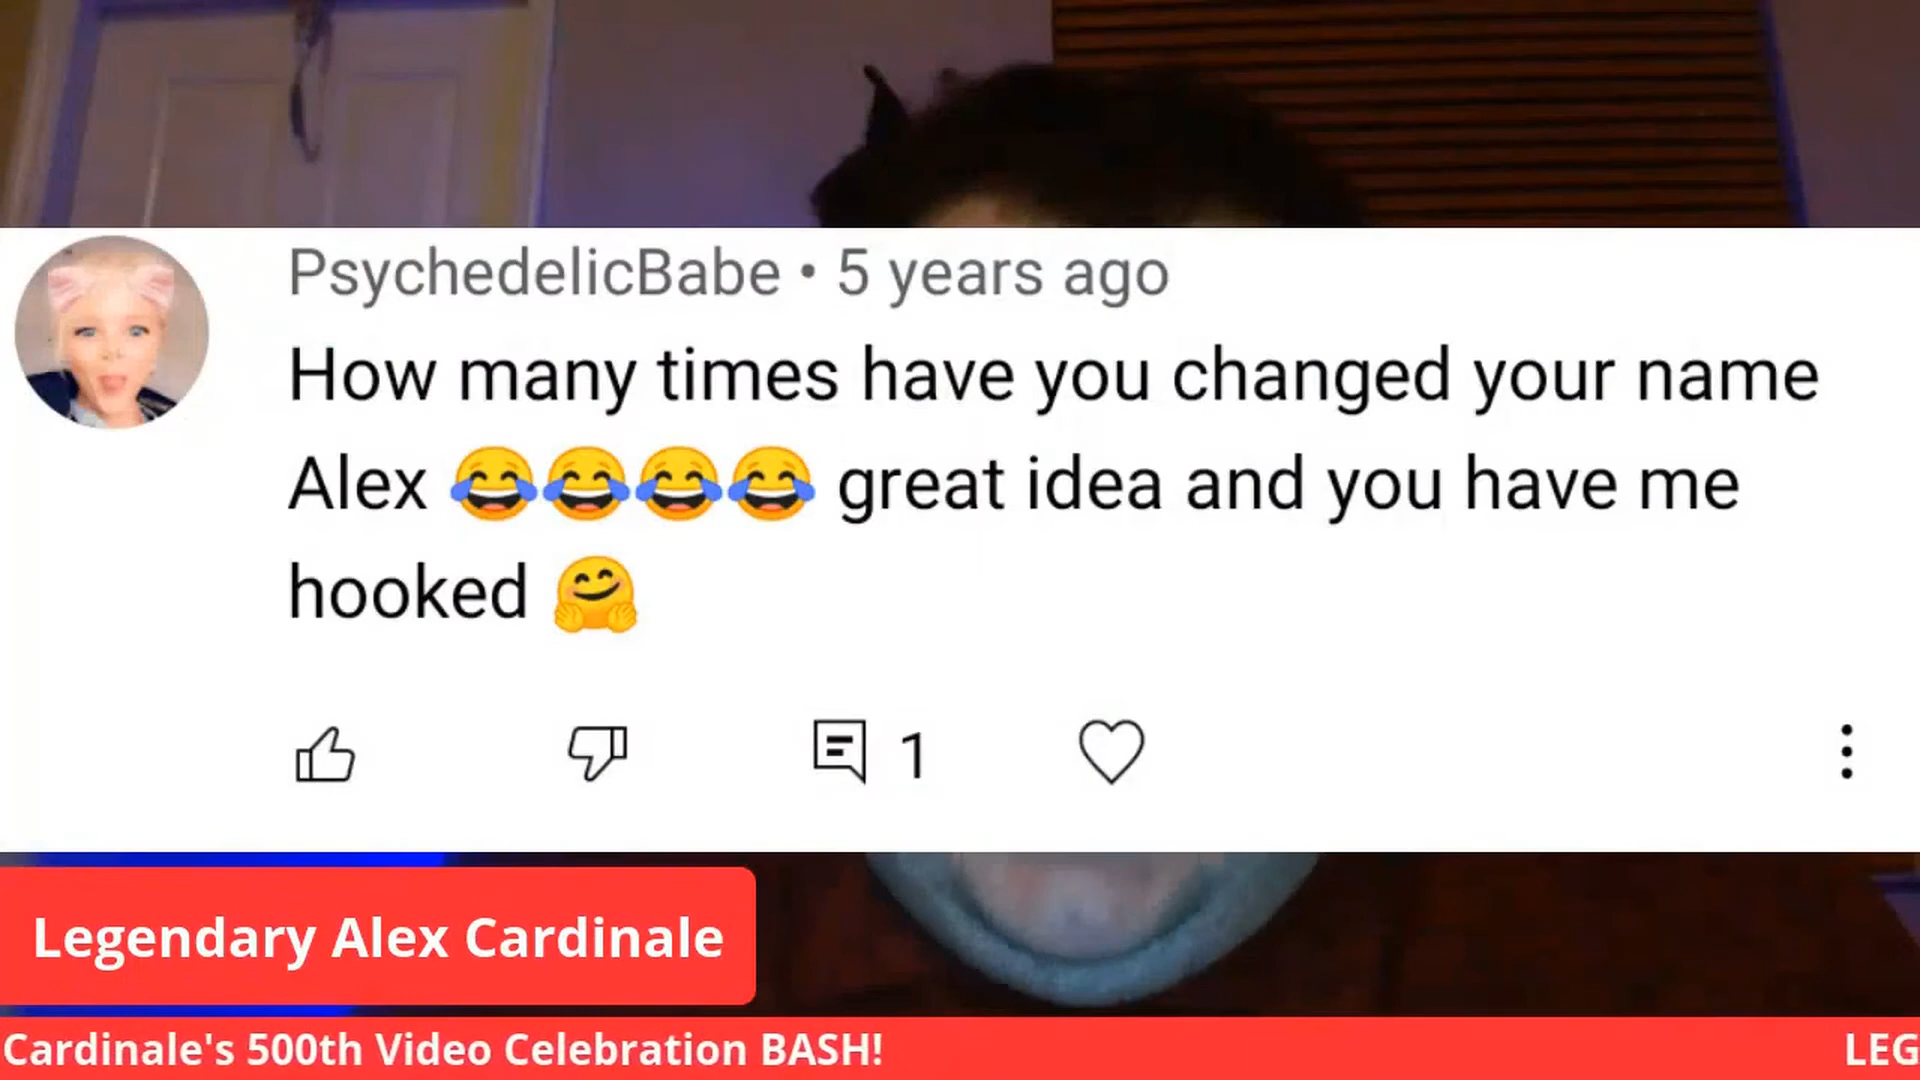 PsychedelicBabe • 5 years ago
How many times have you changed your name
Alex 😂😂😂😂 great idea and you have me
hooked 🤗
1
Legendary Alex Cardinale
Cardinale's 500th Video Celebration BASH! LEG